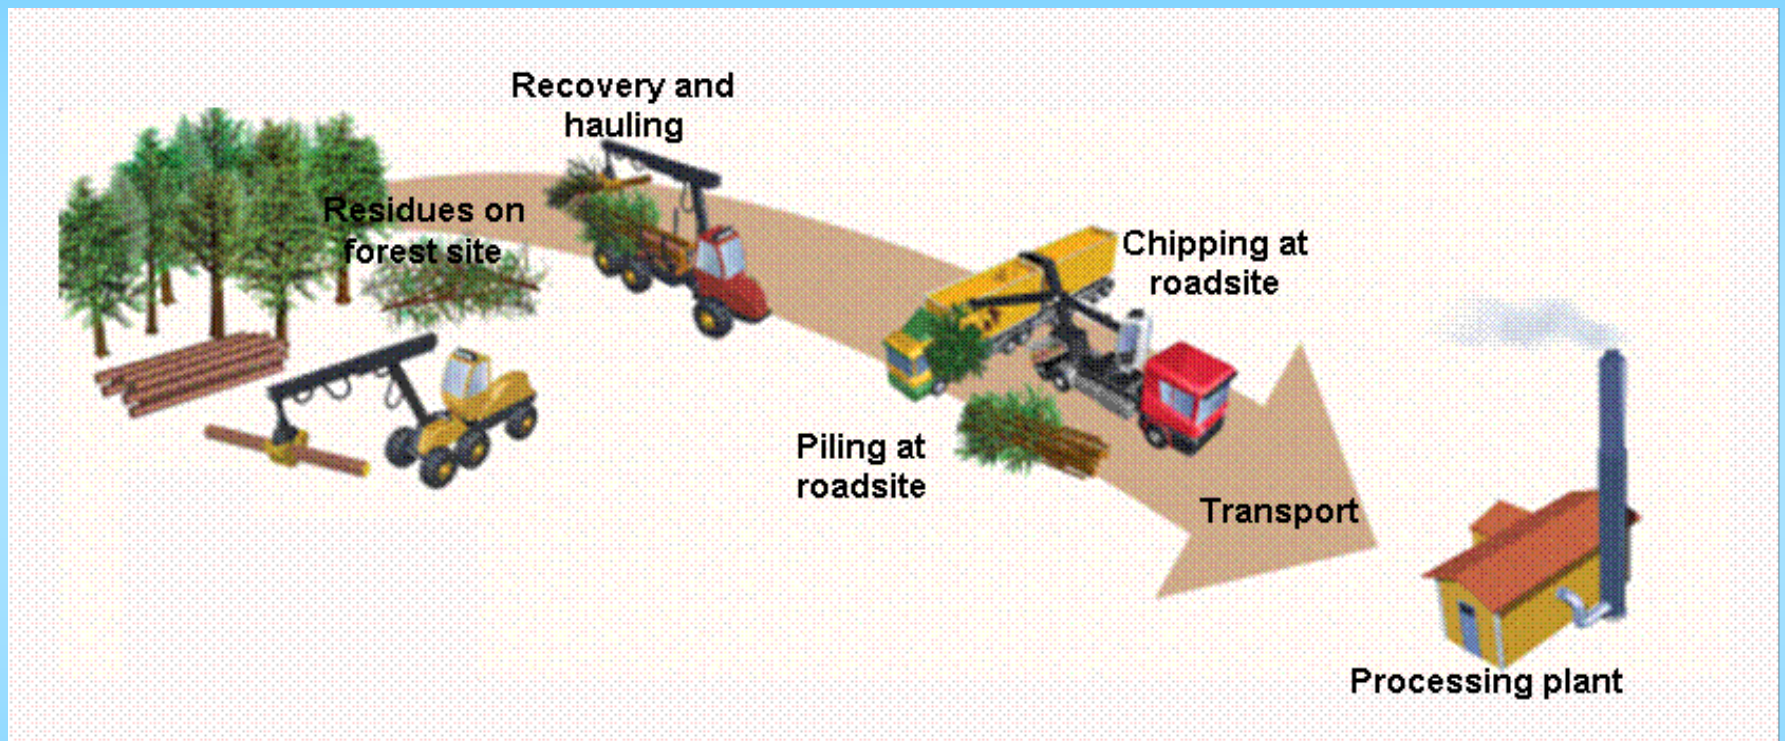 Recovery and
hauling
Residues on
forest site
Chipping at
roadsite
Piling at
roadsite
Transport
Processing plant